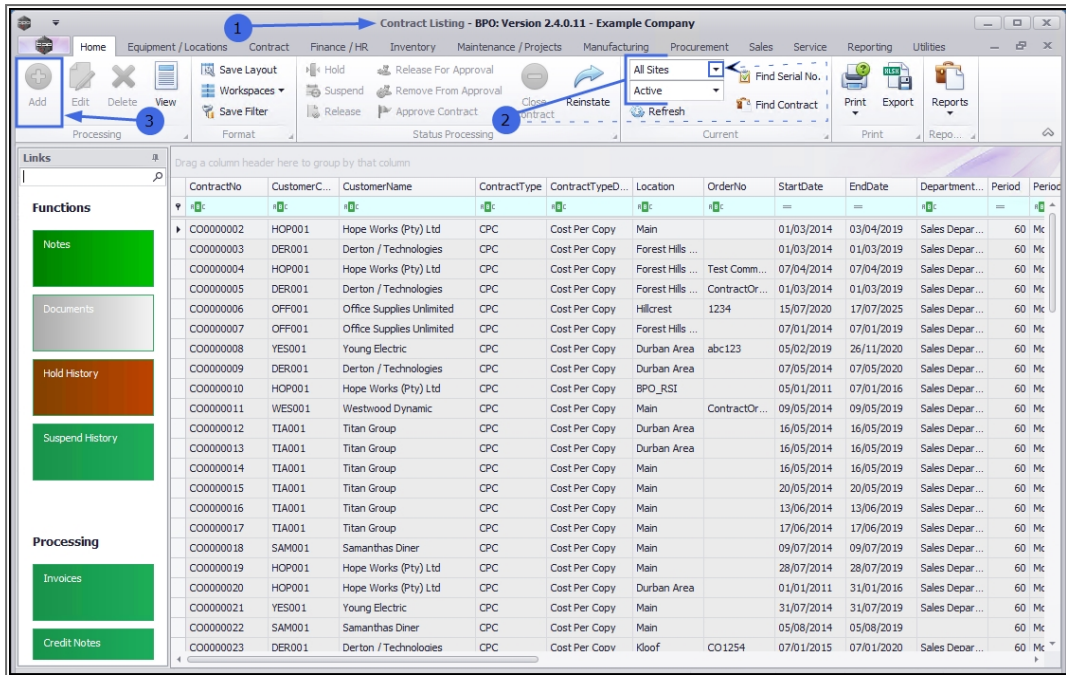 Contract Listing - BPO: Version 2.4.0.11 - Example Company
1
Home Equipment / Locations Contract Finance / HR Inventory Maintenance / Projects Manufacturing Procurement Sales Service Reporting Utilities
Add Edit Delete View
Processing
Save Layout
Workspaces
Save Filter
Format
Hold
Suspend
Release
Release For Approval
Remove From Approval
Approve Contract
Close Contract
Reinstate
Status Processing
All Sites
Active
Refresh
Find Serial No.
Find Contract
Current
Print Export
Print
Reports
Repo...
3
2
Links
Functions
Notes
Documents
Hold History
Suspend History
Processing
Invoices
Credit Notes
Drag a column header here to group by that column
ContractNo CustomerC... CustomerName ContractType ContractTypeD... Location OrderNo StartDate EndDate Department... Period Period
CO0000002 HOP001 Hope Works (Pty) Ltd CPC Cost Per Copy Main 01/03/2014 03/04/2019 Sales Depar... 60 Mc
CO0000003 DER001 Derton / Technologies CPC Cost Per Copy Forest Hills ... 01/03/2014 01/03/2019 Sales Depar... 60 Mc
CO0000004 HOP001 Hope Works (Pty) Ltd CPC Cost Per Copy Forest Hills ... Test Comm... 07/04/2014 07/04/2019 Sales Depar... 60 Mc
CO0000005 DER001 Derton / Technologies CPC Cost Per Copy Forest Hills ... ContractOr... 01/03/2014 01/03/2019 Sales Depar... 60 Mc
CO0000006 OFF001 Office Supplies Unlimited CPC Cost Per Copy Hillcrest 1234 15/07/2020 17/07/2025 Sales Depar... 60 Mc
CO0000007 OFF001 Office Supplies Unlimited CPC Cost Per Copy Forest Hills ... 07/01/2014 07/01/2019 Sales Depar... 60 Mc
CO0000008 YES001 Young Electric CPC Cost Per Copy Durban Area abc123 05/02/2019 26/11/2020 Sales Depar... 60 Mc
CO0000009 DER001 Derton / Technologies CPC Cost Per Copy Durban Area 07/05/2014 07/05/2020 Sales Depar... 60 Mc
CO0000010 HOP001 Hope Works (Pty) Ltd CPC Cost Per Copy BPO_RSI 05/01/2011 07/01/2016 Sales Depar... 60 Mc
CO0000011 WES001 Westwood Dynamic CPC Cost Per Copy Main ContractOr... 09/05/2014 09/05/2019 Sales Depar... 60 Mc
CO0000012 TIA001 Titan Group CPC Cost Per Copy Durban Area 16/05/2014 16/05/2019 Sales Depar... 60 Mc
CO0000013 TIA001 Titan Group CPC Cost Per Copy Durban Area 16/05/2014 16/05/2019 Sales Depar... 60 Mc
CO0000014 TIA001 Titan Group CPC Cost Per Copy Main 16/05/2014 16/05/2019 Sales Depar... 60 Mc
CO0000015 TIA001 Titan Group CPC Cost Per Copy Main 20/05/2014 20/05/2019 Sales Depar... 60 Mc
CO0000016 TIA001 Titan Group CPC Cost Per Copy Main 13/06/2014 13/06/2019 Sales Depar... 60 Mc
CO0000017 TIA001 Titan Group CPC Cost Per Copy Main 17/06/2014 17/06/2019 Sales Depar... 60 Mc
CO0000018 SAM001 Samanthas Diner CPC Cost Per Copy Main 09/07/2014 09/07/2019 Sales Depar... 60 Mc
CO0000019 HOP001 Hope Works (Pty) Ltd CPC Cost Per Copy Main 28/07/2014 28/07/2019 Sales Depar... 60 Mc
CO0000020 HOP001 Hope Works (Pty) Ltd CPC Cost Per Copy Durban Area 01/01/2011 31/01/2016 Sales Depar... 60 Mc
CO0000021 YES001 Young Electric CPC Cost Per Copy Main 31/07/2014 31/07/2019 Sales Depar... 60 Mc
CO0000022 SAM001 Samanthas Diner CPC Cost Per Copy Main 05/08/2014 05/08/2019 60 Mc
CO0000023 DER001 Derton / Technologies CPC Cost Per Copy Kloof CO1254 07/01/2015 07/01/2020 Sales Depar... 60 Mc